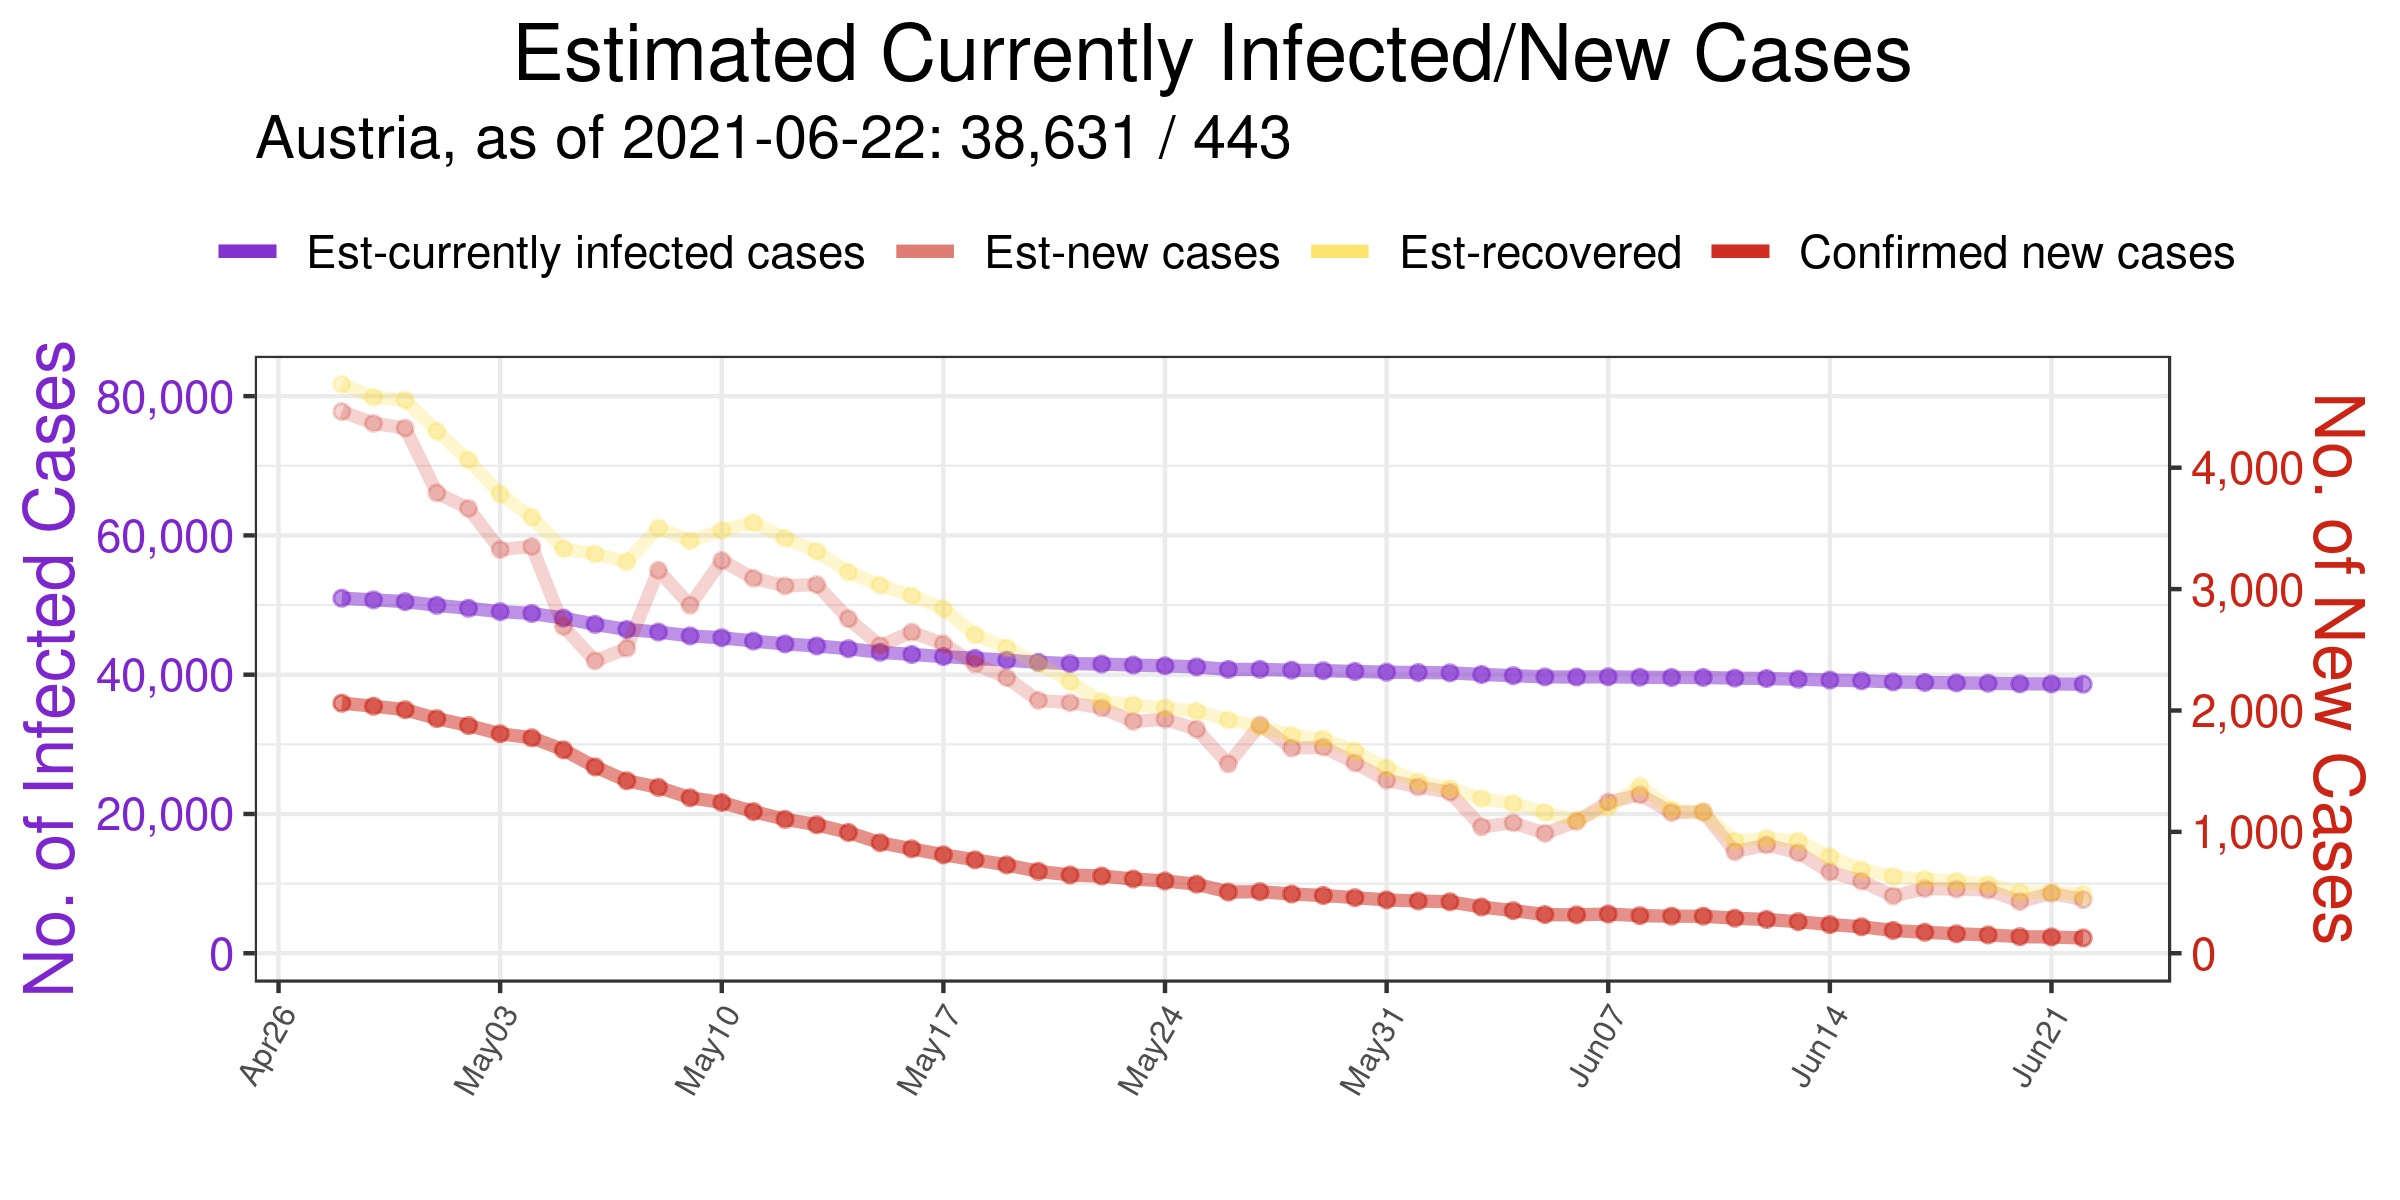 Estimated Currently Infected/New Cases
Austria, as of 2021-06-22: 38,631 / 443
Est-currently infected cases Est-new cases Est-recovered Confirmed new cases
No. of Infected Cases
80,000
60,000
40,000
20,000
0
4,000
3,000
2,000
1,000
0
No. of New Cases
Apr26 May03 May10 May17 May24 May31 Jun07 Jun14 Jun21